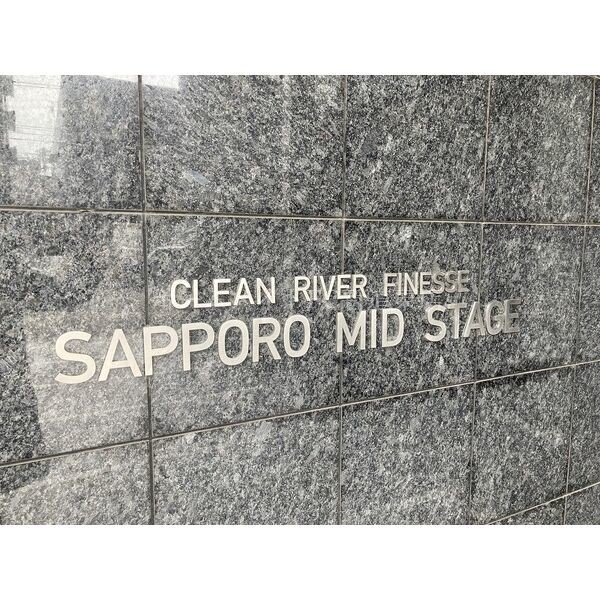 CLEAN RIVER FINESSE
SAPPORO MID STAGE